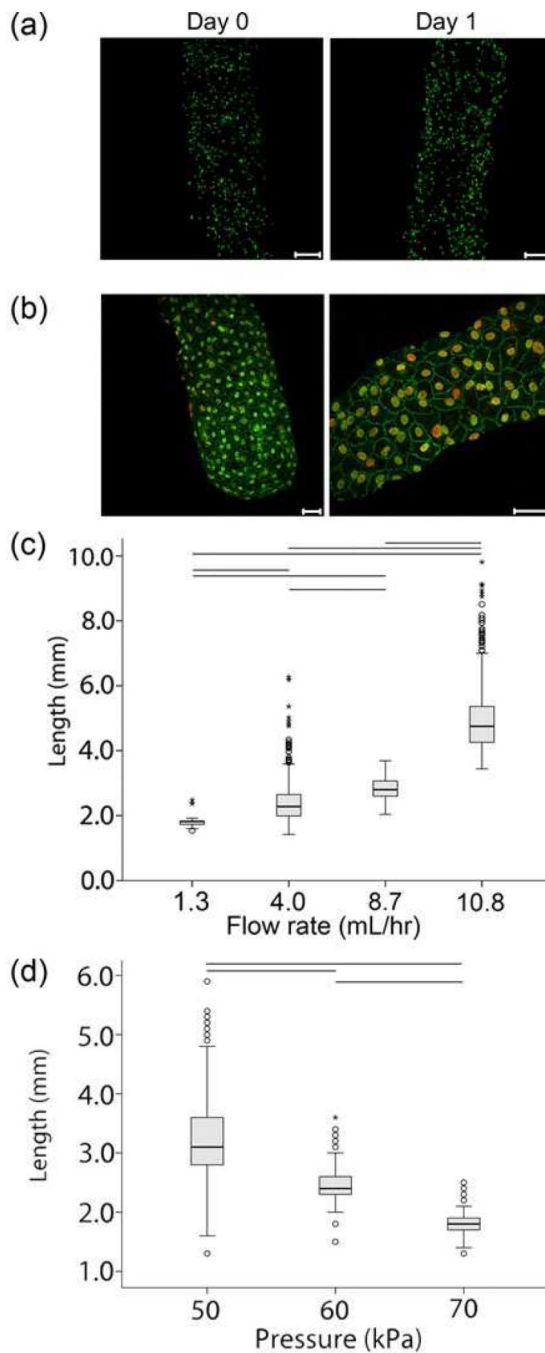 (a)
Day 0
Day 1
(b)
(c)
10.0
8.0
6.0
4.0
2.0
0.0
Length (mm)
1.3
4.0
8.7
10.8
Flow rate (mL/hr)
(d)
6.0
5.0
4.0
3.0
2.0
1.0
Length (mm)
50
60
70
Pressure (kPa)